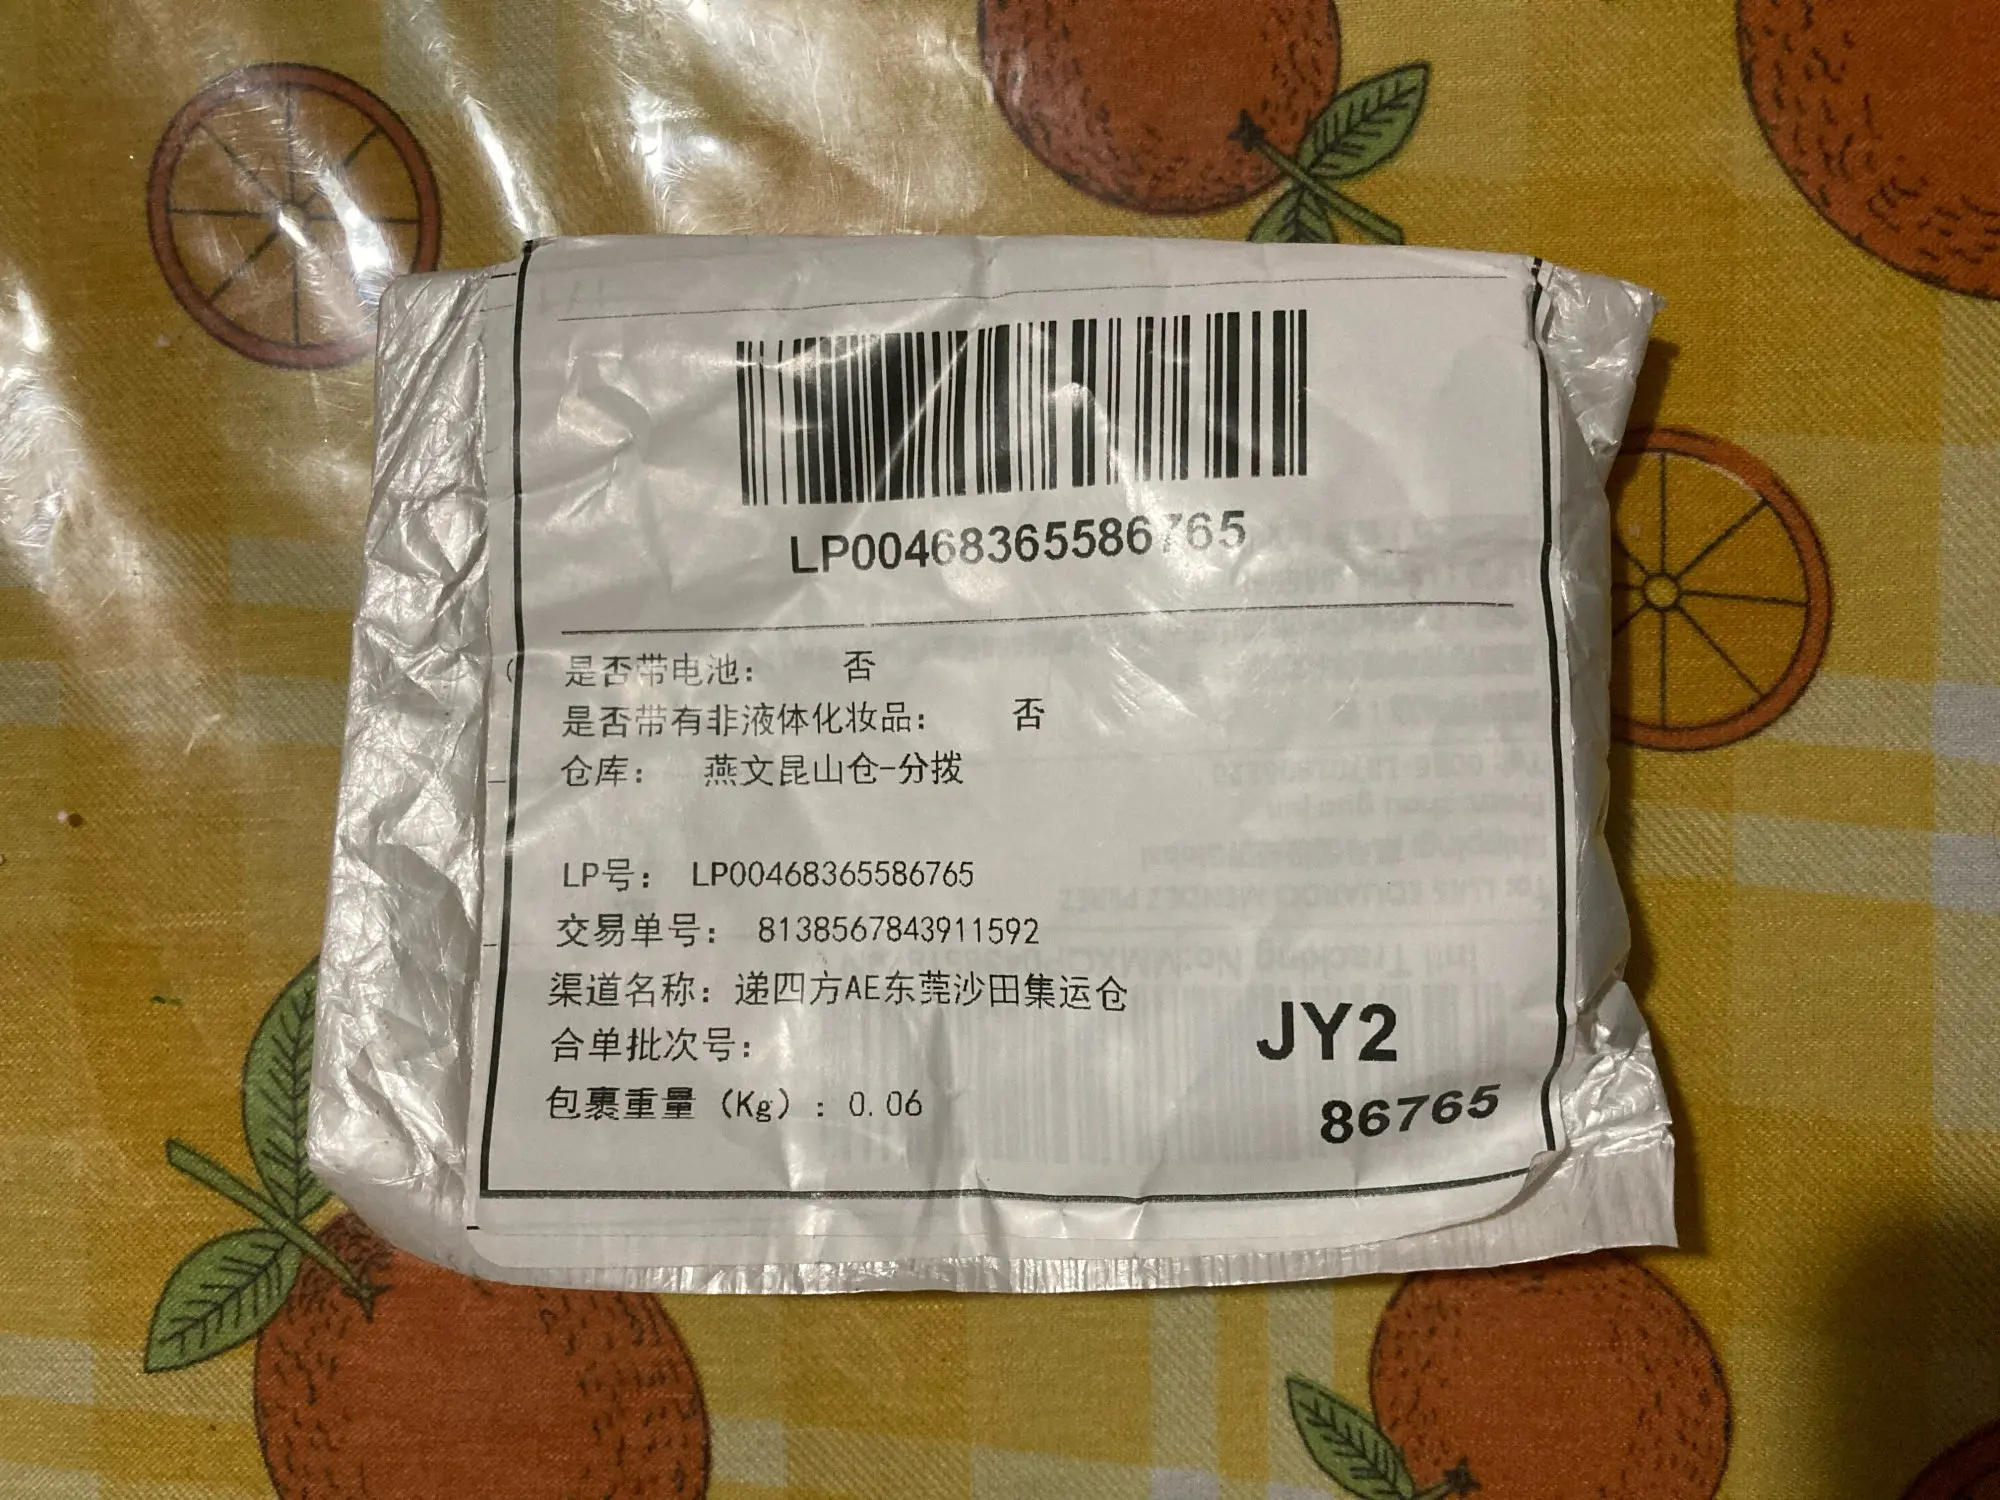 LP00468365586765
是否带电池： 否
是否带有非液体化妆品： 否
仓库： 燕文昆山仓-分拨
LP号： LP00468365586765
交易单号： 8138567843911592
渠道名称：递四方AE东莞沙田集运仓
合单批次号：
包裹重量（Kg）：0.06
JY2
86765